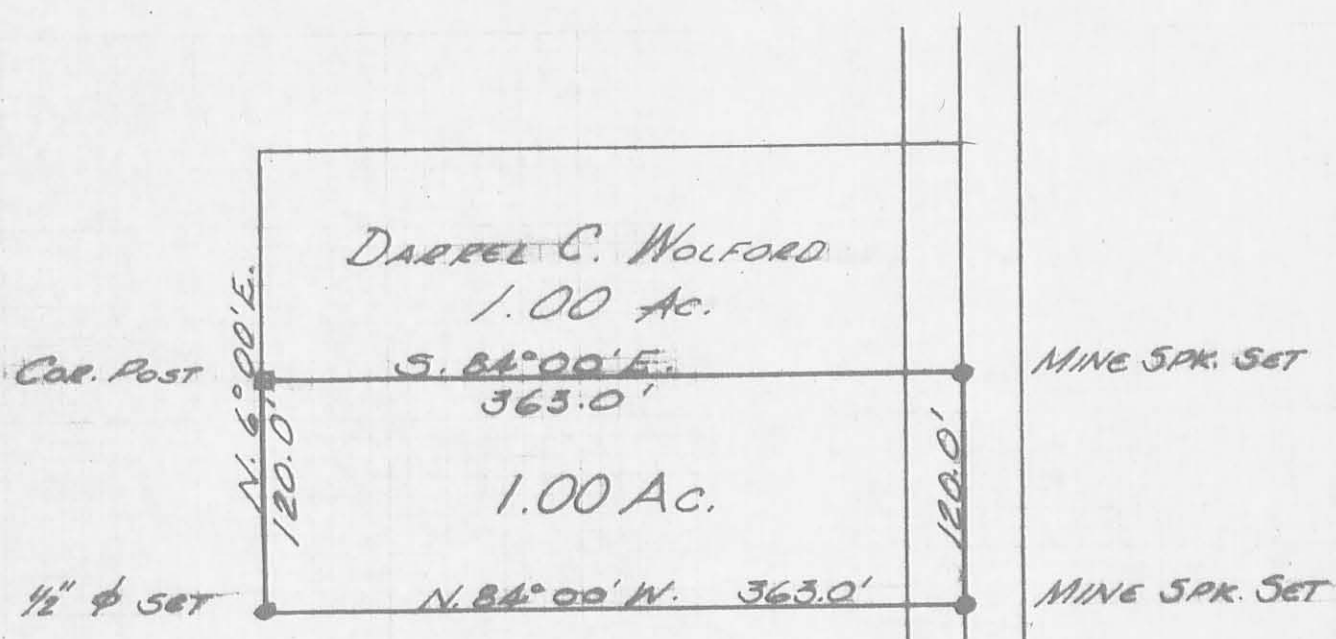 DARREL C. WOLFORD
1.00 Ac.
N. 6°00'E.
120.0'
COR. POST
S. 84°00'E.
363.0'
MINE SPK. SET
1.00 Ac.
120.0'
½" ϕ SET
N. 84°00'W. 363.0'
MINE SPK. SET